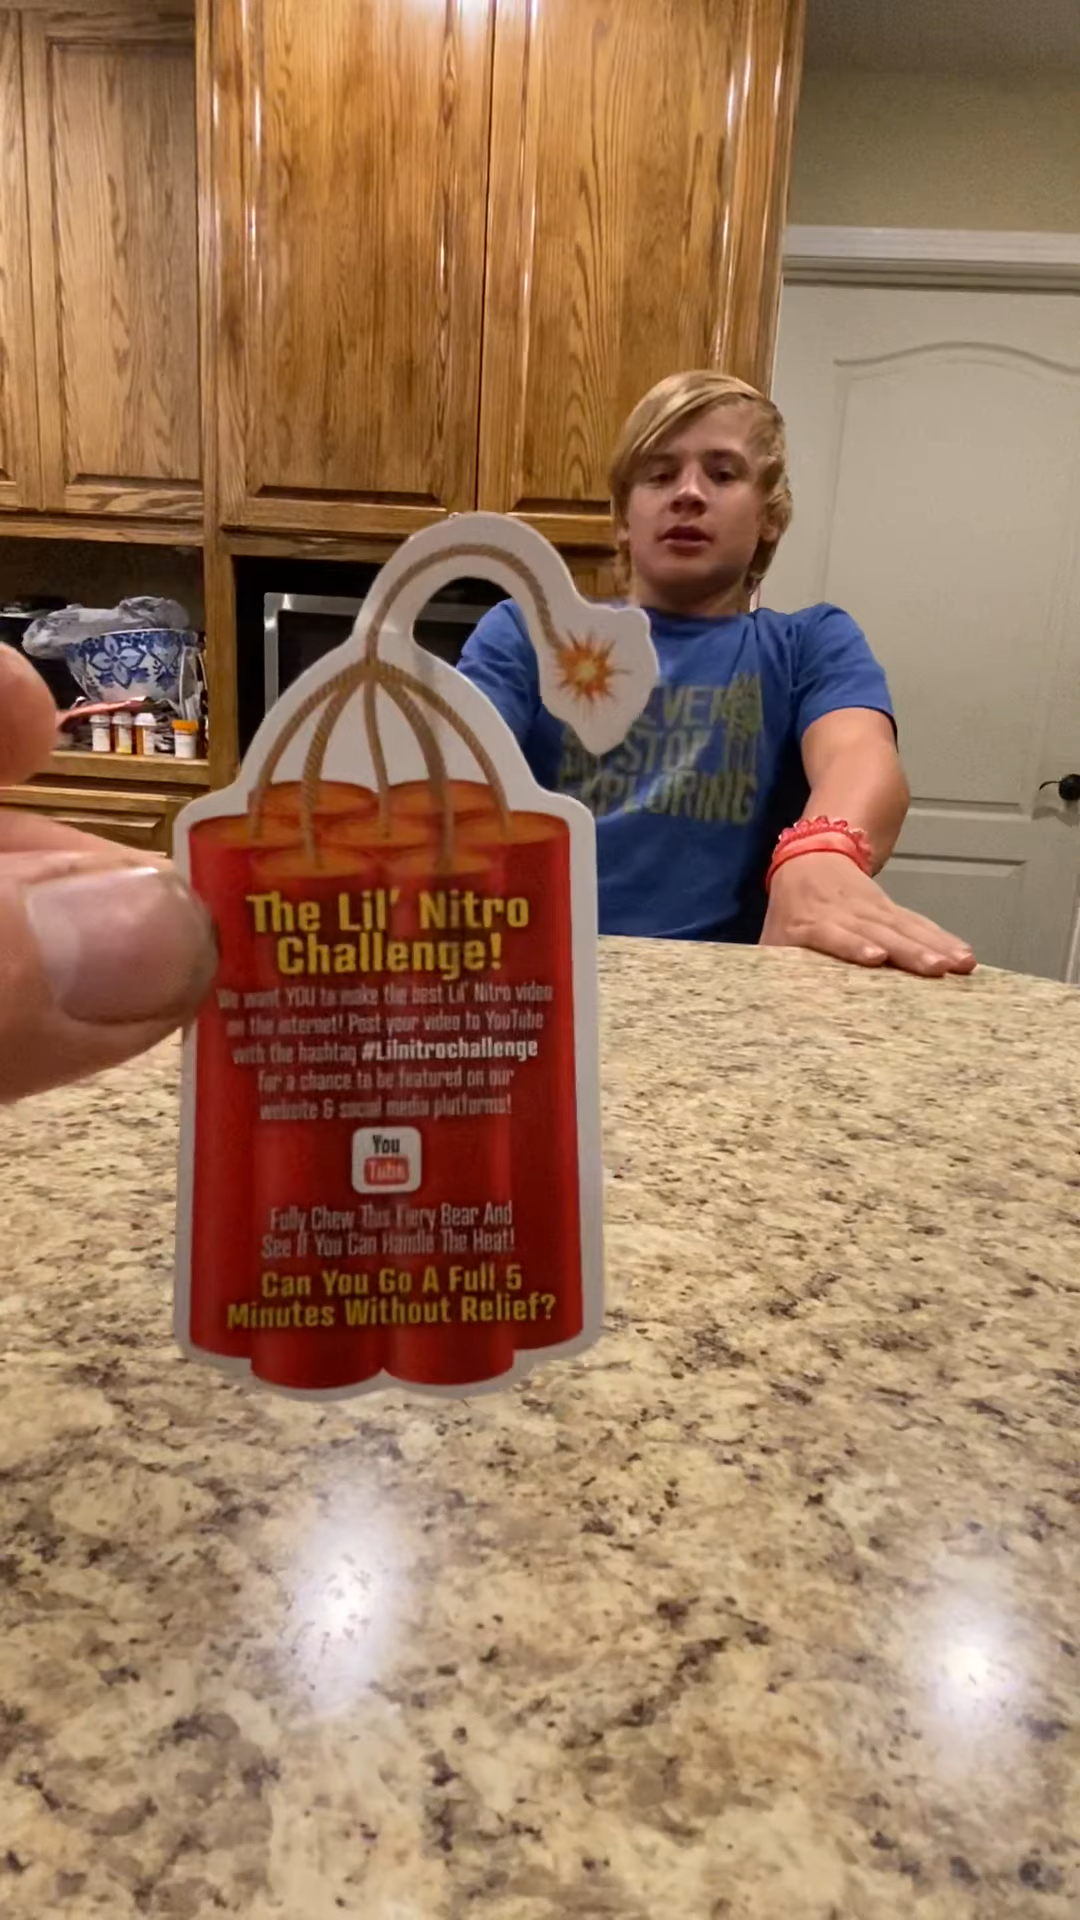 NEVER
STOP
EXPLORING
The Lil' Nitro
Challenge!
We want YOU to make the best Lil' Nitro video
on the internet! Post your video to YouTube
with the hashtag #Lilnitrochallenge
for a chance to be featured on our
website & social media platforms!
You
Tube
Fully Chew This Fiery Bear And
See If You Can Handle The Heat!
Can You Go A Full 5
Minutes Without Relief?